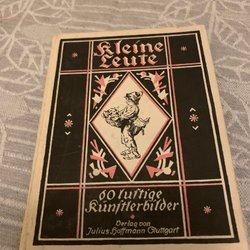 Kleine
Leute
60 lustige
Künstlerbilder
Verlag von
Julius Hoffmann Stuttgart